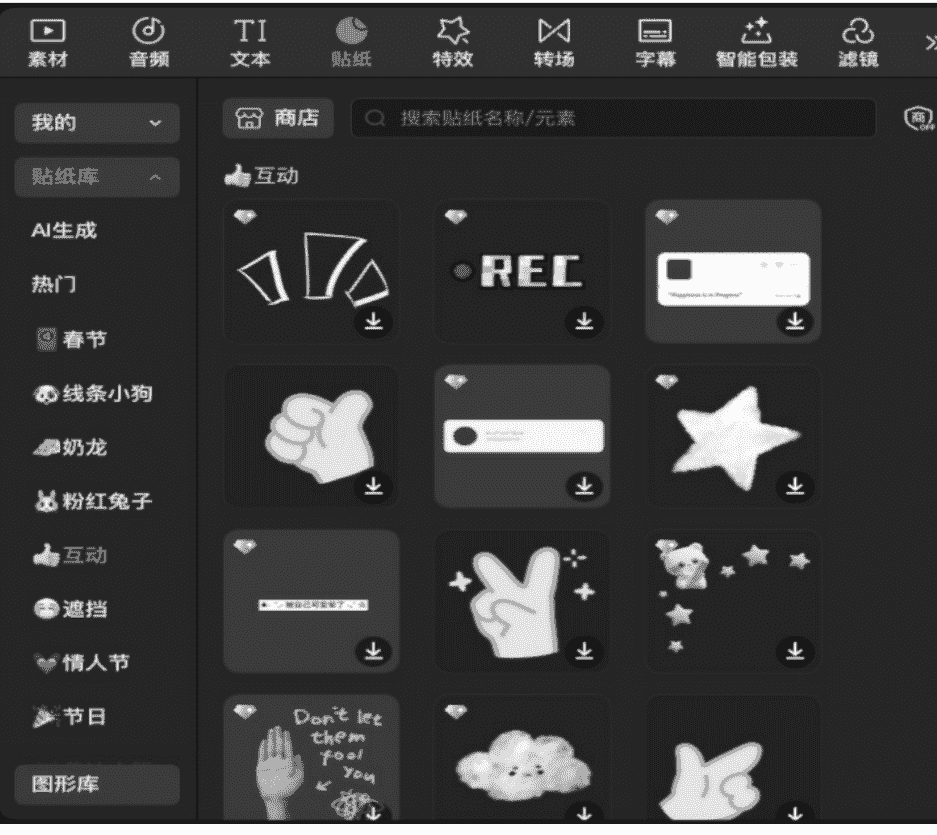 素材 音频 文本 贴纸 特效 转场 字幕 智能包装 滤镜
我的
商店
搜索贴纸名称/元素
商
OFF
贴纸库
互动
AI生成
热门
春节
REC
线条小狗
奶龙
粉红兔子
互动
遮挡
情人节
节日
图形库
Don't let
them
fool
you